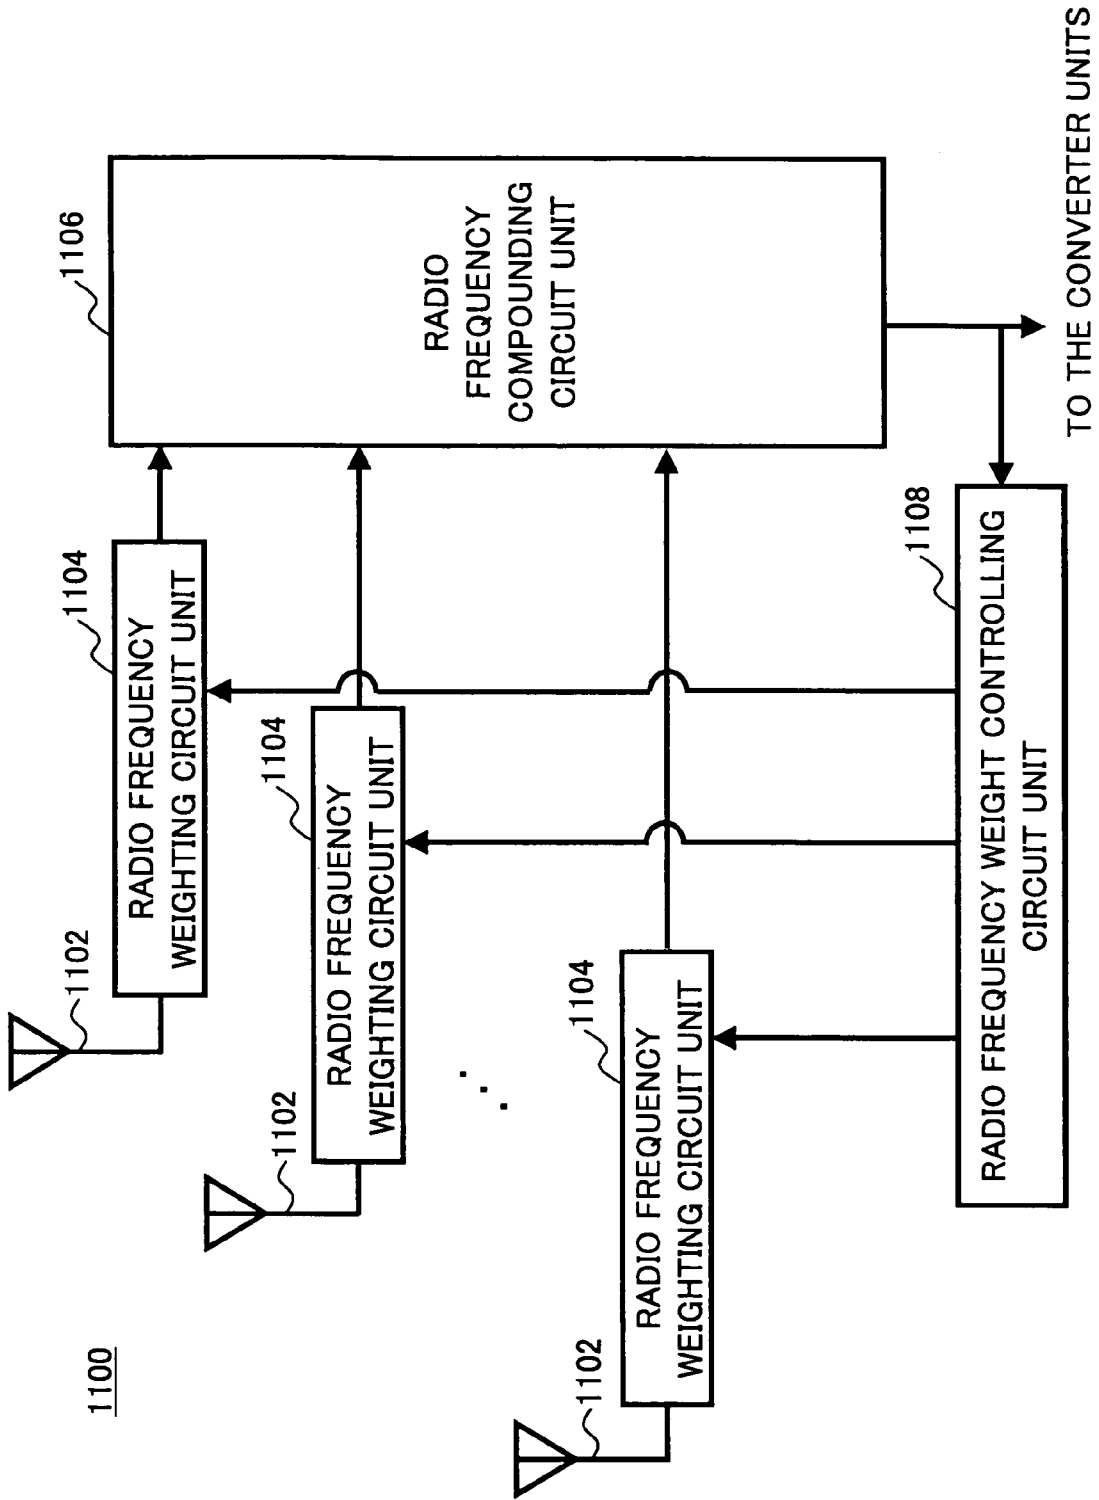 1100
1102
1104
RADIO FREQUENCY
WEIGHTING CIRCUIT UNIT
1106
RADIO
FREQUENCY
COMPOUNDING
CIRCUIT UNIT
1102
1104
RADIO FREQUENCY
WEIGHTING CIRCUIT UNIT
1102
1104
RADIO FREQUENCY
WEIGHTING CIRCUIT UNIT
1108
RADIO FREQUENCY WEIGHT CONTROLLING
CIRCUIT UNIT
TO THE CONVERTER UNITS